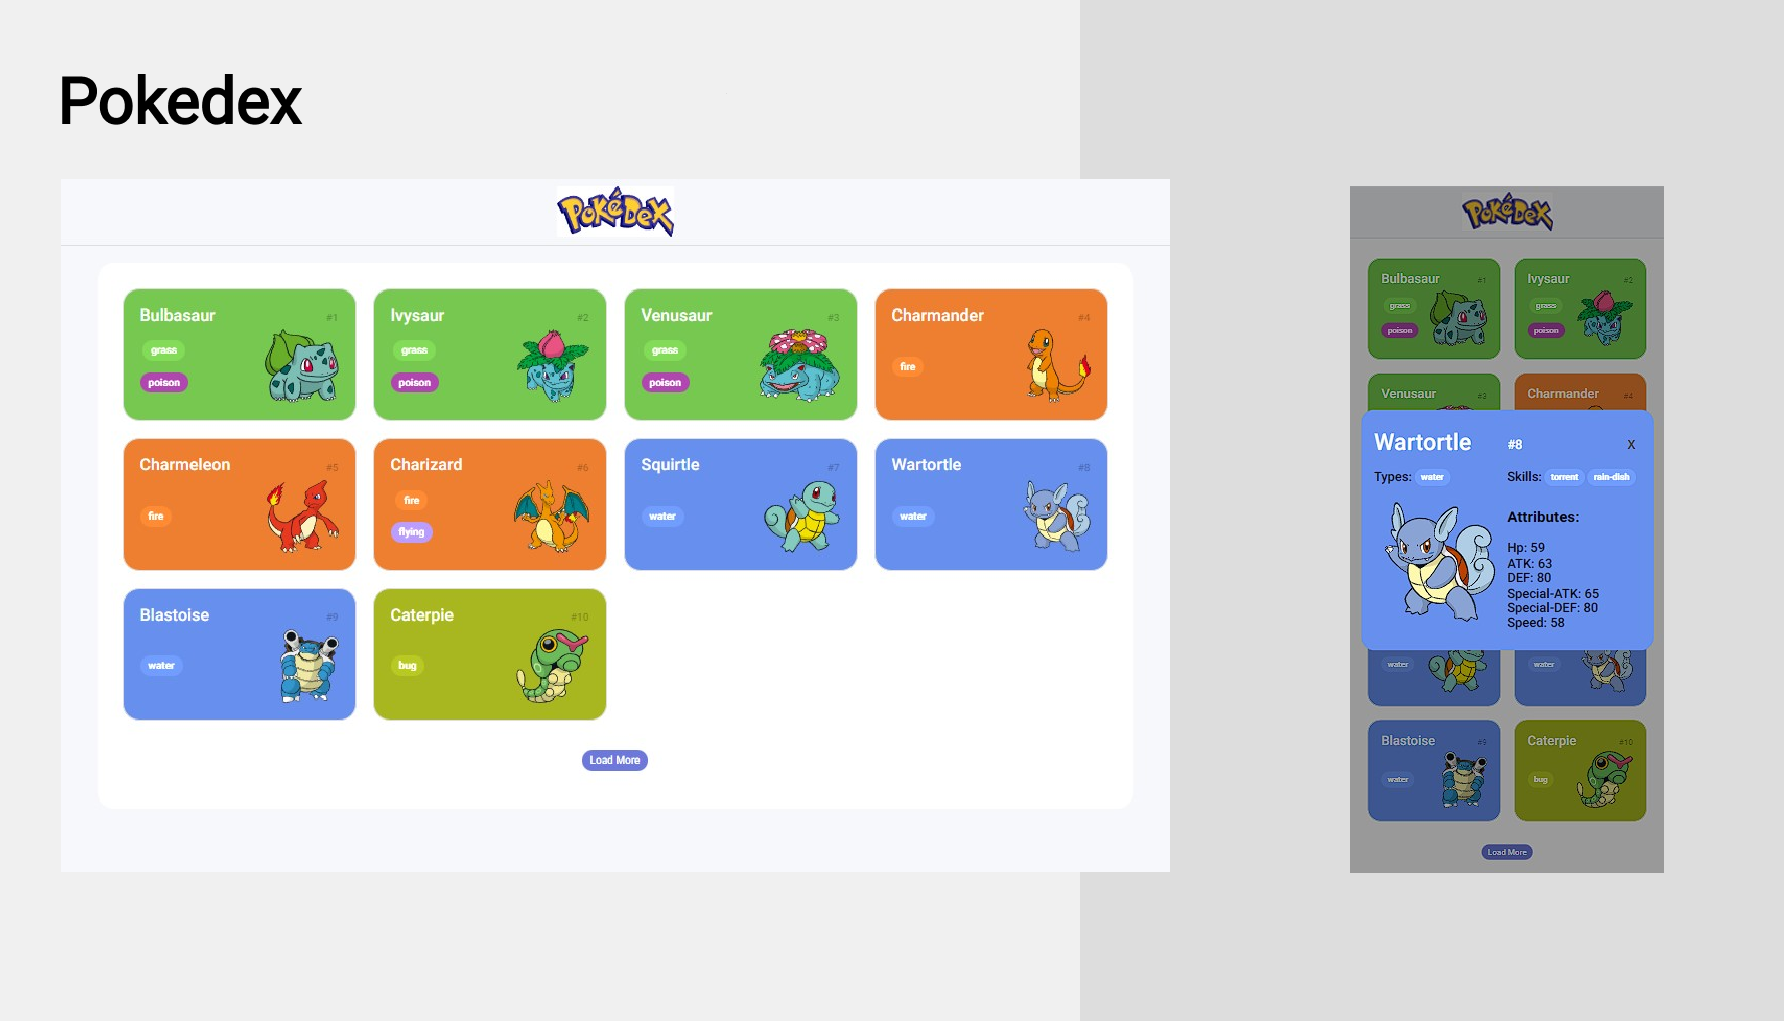 Pokedex
PoKéDeX
Bulbasaur #1
grass
poison
Ivysaur #2
grass
poison
Venusaur #3
grass
poison
Charmander #4
fire
Charmeleon #5
fire
Charizard #6
fire
flying
Squirtle #7
water
Wartortle #8
water
Blastoise #9
water
Caterpie #10
bug
Load More
PoKéDeX
Bulbasaur #1
grass
poison
Ivysaur #2
grass
poison
Venusaur #3
Charmander #4
Wartortle #8 X
Types: water
Skills: torrent rain-dish
Attributes:
Hp: 59
ATK: 63
DEF: 80
Special-ATK: 65
Special-DEF: 80
Speed: 58
water
water
Blastoise #9
water
Caterpie #10
bug
Load More